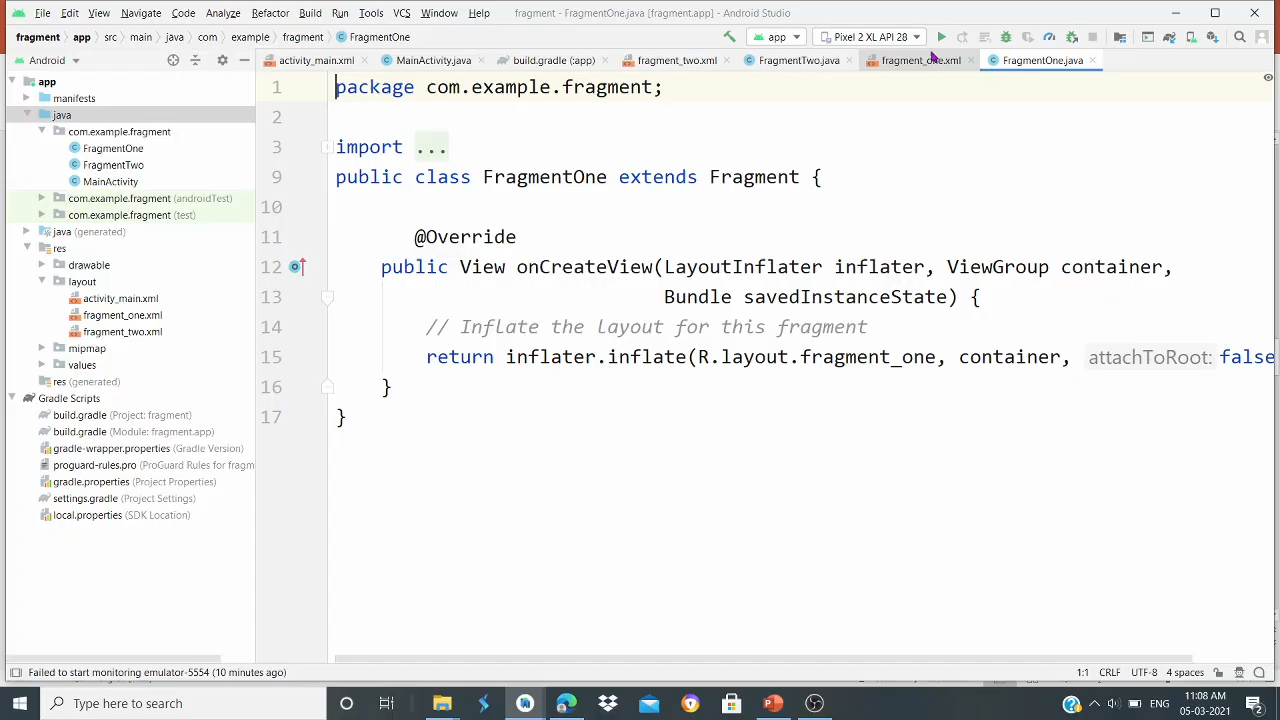 File Edit View Navigate Code Analyze Refactor Build Run Tools VCS Window Help fragment - FragmentOne.java [fragment.app] - Android Studio
fragment app src main java com example fragment FragmentOne app Pixel 2 XL API 28
Android activity_main.xml MainActivity.java build.gradle (app) fragment_two.xml FragmentTwo.java fragment_one.xml FragmentOne.java
app
manifests
java
com.example.fragment
FragmentOne
FragmentTwo
MainActivity
com.example.fragment (androidTest)
com.example.fragment (test)
java (generated)
res
drawable
layout
activity_main.xml
fragment_one.xml
fragment_two.xml
mipmap
values
res (generated)
Gradle Scripts
build.gradle (Project: fragment)
build.gradle (Module: fragment.app)
gradle-wrapper.properties (Gradle Version)
proguard-rules.pro (ProGuard Rules for fragm
gradle.properties (Project Properties)
settings.gradle (Project Settings)
local.properties (SDK Location)
1 package com.example.fragment;
2
3 import ...
9 public class FragmentOne extends Fragment {
10
11 @Override
12 public View onCreateView(LayoutInflater inflater, ViewGroup container,
13 Bundle savedInstanceState) {
14 // Inflate the layout for this fragment
15 return inflater.inflate(R.layout.fragment_one, container, attachToRoot: false
16 }
17 }
Failed to start monitoring emulator-5554 (10 minutes ago) 1:1 CRLF UTF-8 4 spaces
Type here to search ENG 11:08 AM
05-03-2021 2